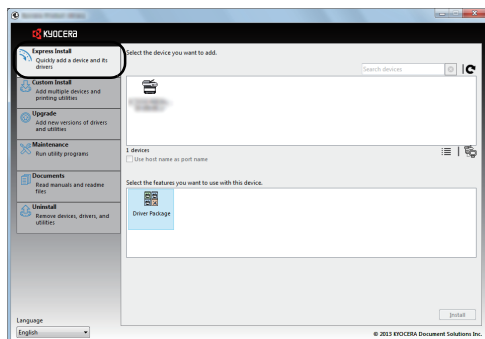 KYOCERA
Express Install
Quickly add a device and its
drivers
Custom Install
Add multiple devices and
printing utilities
Upgrade
Add new versions of drivers
and utilities
Maintenance
Run utility programs
Documents
Read manuals and readme
files
Uninstall
Remove devices, drivers, and
utilities
Language
English
Select the device you want to add.
Search devices
1 devices
Use host name as port name
Select the features you want to use with this device.
Driver Package
Install
© 2013 KYOCERA Document Solutions Inc.